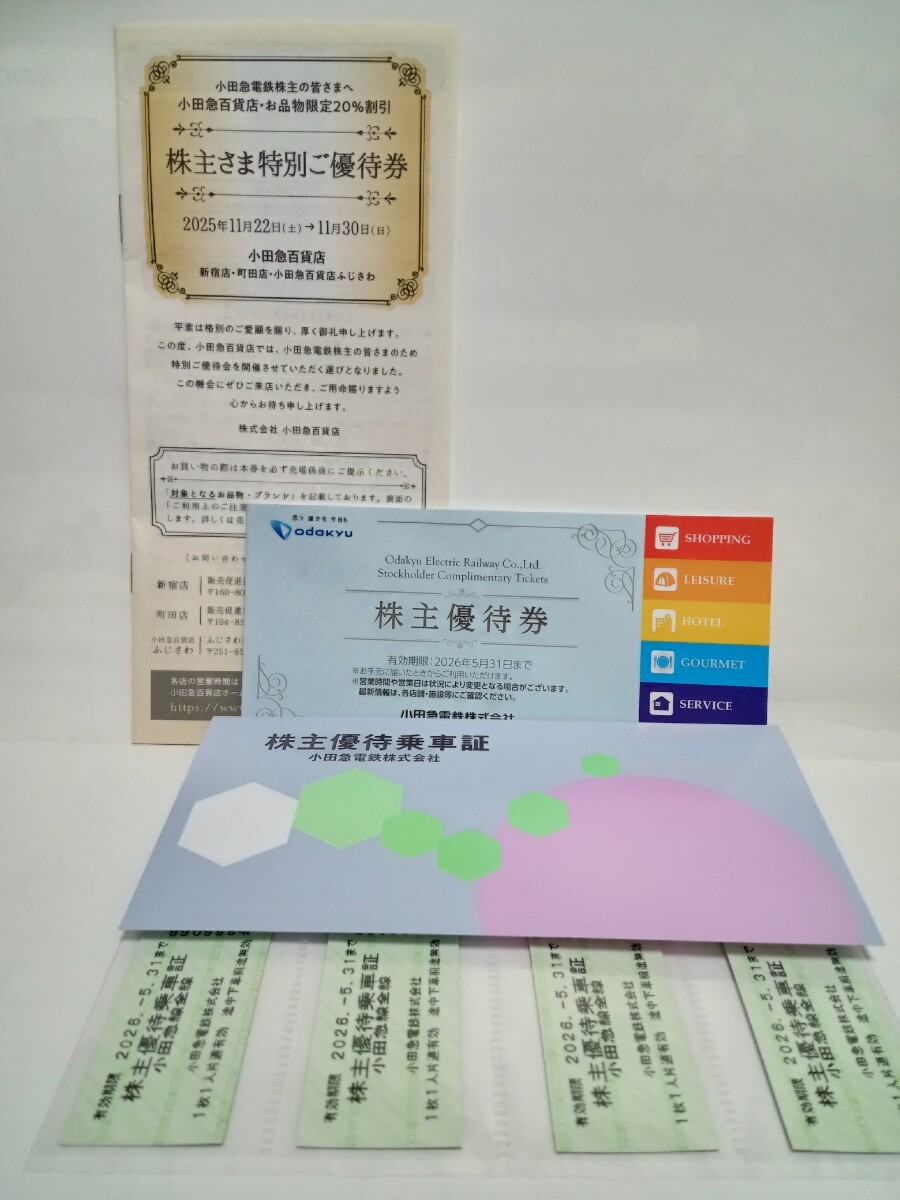 小田急電鉄株主の皆さまへ
小田急百貨店・お品物限定20%割引
株主さま特別ご優待券
2025年11月22日(土)→11月30日(日)
小田急百貨店
新宿店・町田店・小田急百貨店ふじさわ
平素は格別のご愛顧を賜り、厚く御礼申し上げます。
この度、小田急百貨店では、小田急電鉄株主の皆さまのため
特別ご優待会を開催させていただく運びとなりました。
この機会にぜひご来店いただき、ご用命賜りますよう
心からお待ち申し上げます。
株式会社 小田急百貨店
お買い物の際は本券を必ず売場係員にご提示ください。
「対象となるお品物・ブランド」を記載しております。裏面の
「ご利用上のご注意
します。詳しくは売
[お問い合わせ
新宿店
販売促進
〒160-80
町田店
販売促進
〒194-85
小田急百貨店
ふじさわ
ふじさわ
〒251-85
各店の営業時間は
小田急百貨店ホーム
https://www
思う 誰かを 今日も
odakyu
Odakyu Electric Railway Co.,Ltd.
Stockholder Complimentary Tickets
株主優待券
有効期限:2026年5月31日まで
※お手元に届いたときからご利用いただけます。
※営業時間や営業日は状況により変更となる場合がございます。
最新情報は、各店舗・施設等にご確認ください。
小田急電鉄株式会社
SHOPPING
LEISURE
HOTEL
GOURMET
SERVICE
株主優待乗車証
小田急電鉄株式会社
有効期限 2026.-5.31まで
株主優待乗車証
小田急線全線
小田急電鉄株式会社
1枚1人片道有効 途中下車前途無効
有効期限 2026.-5.31まで
株主優待乗車証
小田急線全線
小田急電鉄株式会社
1枚1人片道有効 途中下車前途無効
有効期限 2026.-5.31まで
株主優待乗車証
小田急線全線
小田急電鉄株式会社
1枚1人片道有効 途中下車前途無効
有効期限 2026.-5.31まで
株主優待乗車証
小田急線全線
小田急電鉄株式会社
1枚1人片道有効 途中下車前途無効